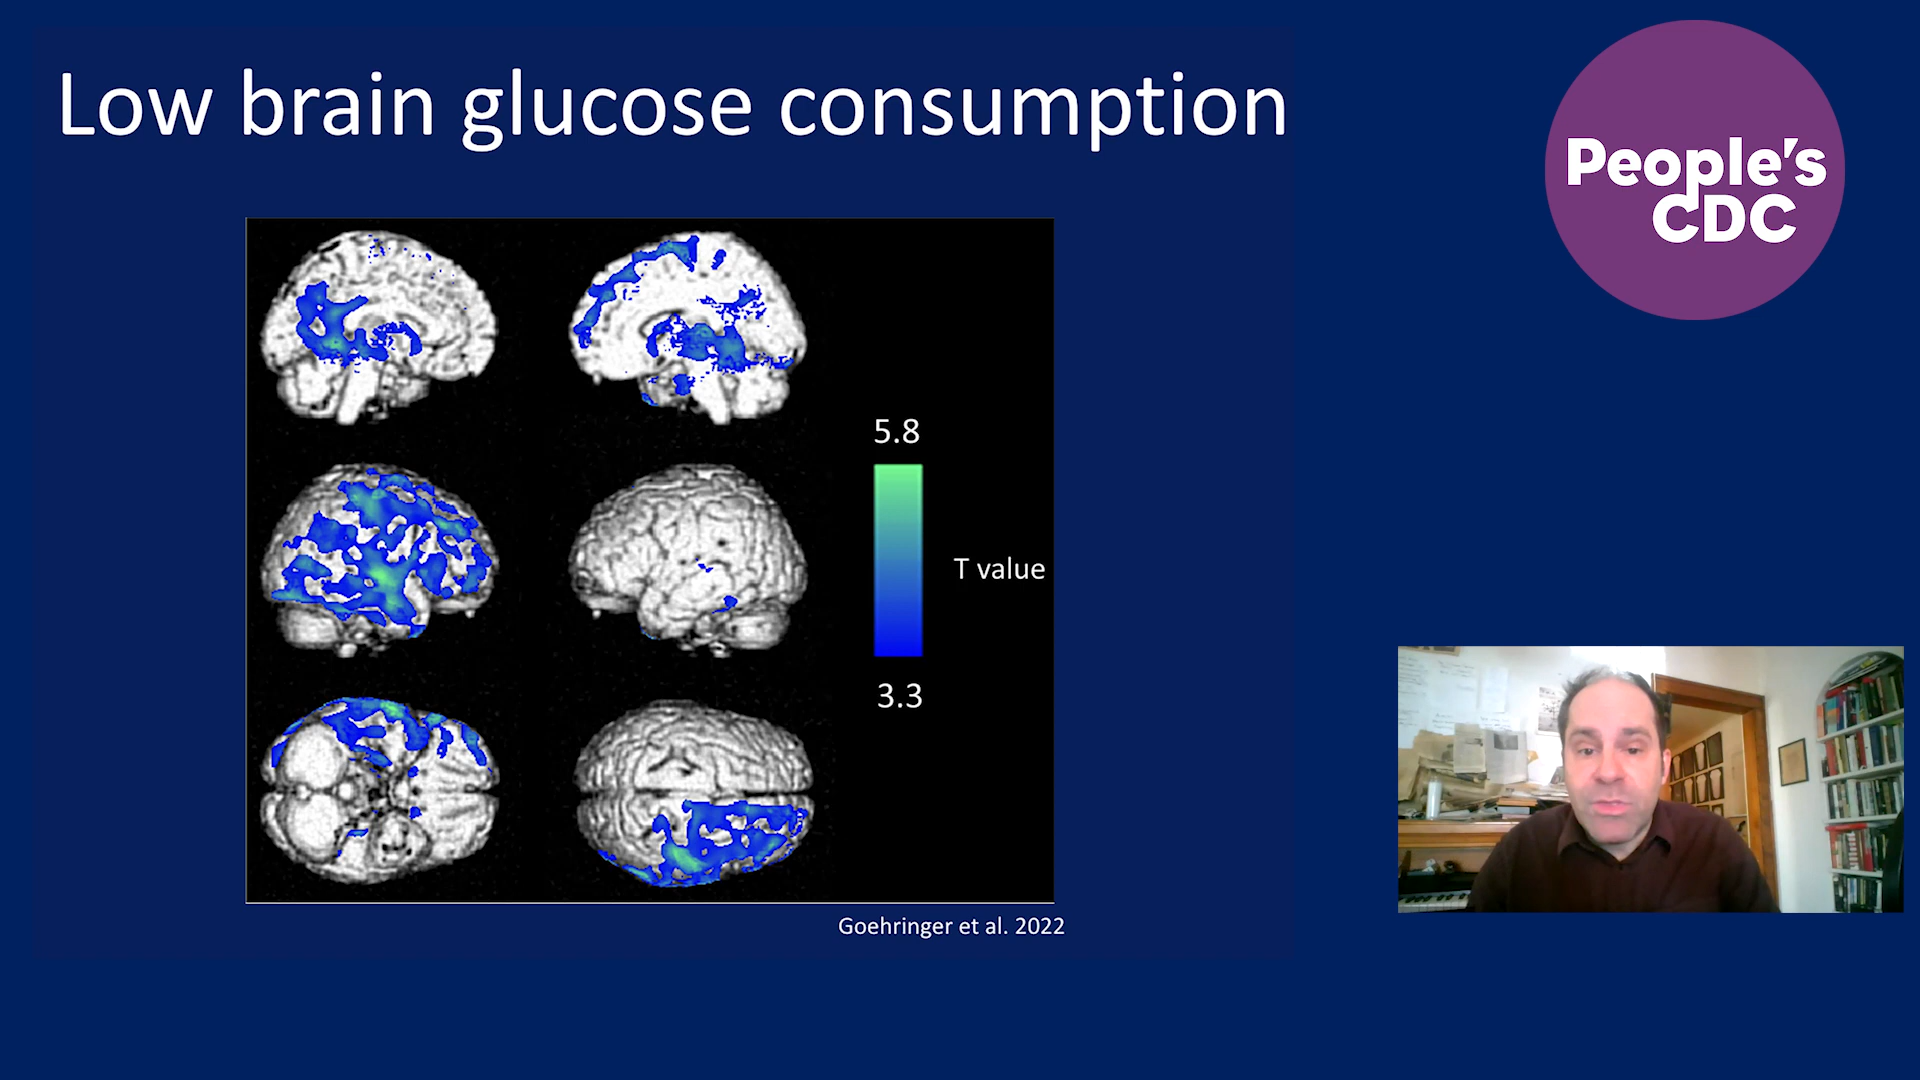 Low brain glucose consumption
People's
CDC
5.8
T value
3.3
Goehringer et al. 2022